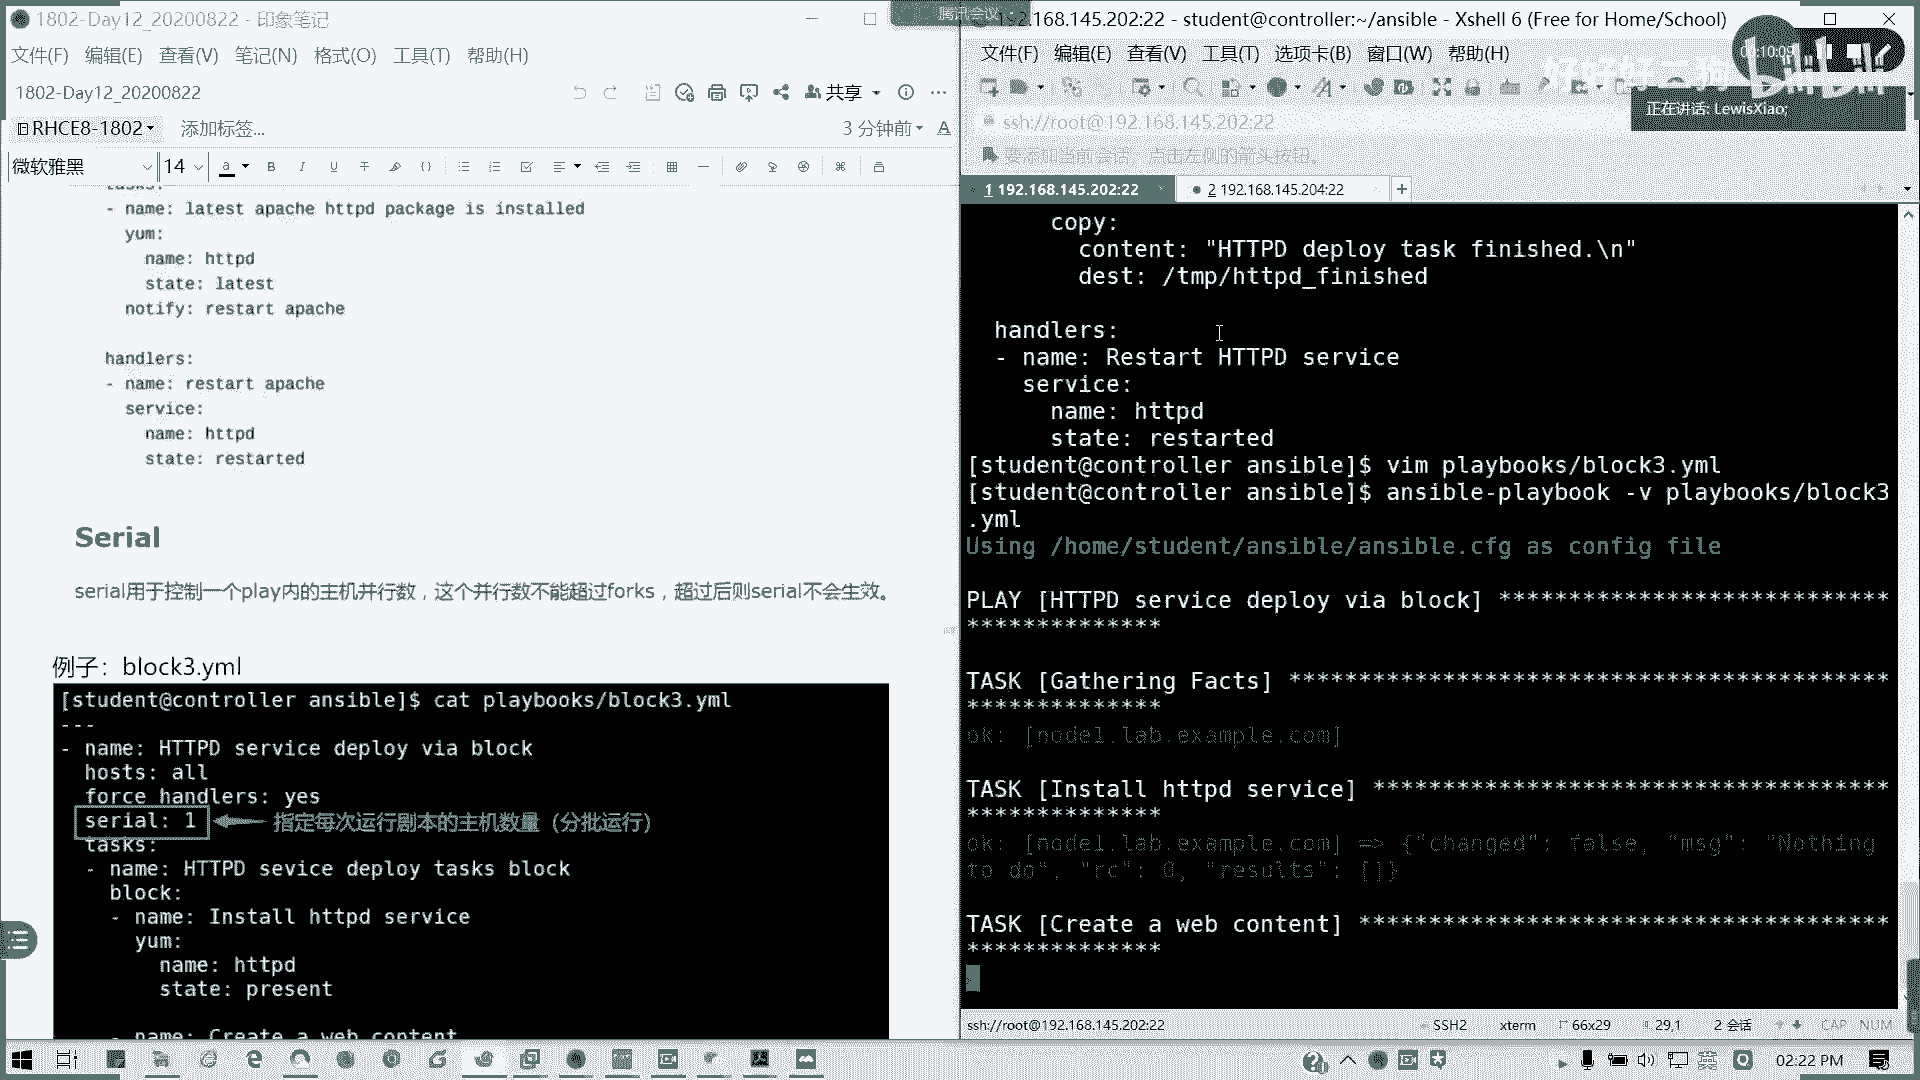 1802-Day12_20200822 - 印象笔记
文件(F) 编辑(E) 查看(V) 笔记(N) 格式(O) 工具(T) 帮助(H)
1802-Day12_20200822
共享
RHCE8-1802
添加标签...
3 分钟前
微软雅黑
14
tasks:
- name: latest apache httpd package is installed
yum:
name: httpd
state: latest
notify: restart apache
handlers:
- name: restart apache
service:
name: httpd
state: restarted
Serial
serial用于控制一个play内的主机并行数，这个并行数不能超过forks，超过后则serial不会生效。
例子：block3.yml
[student@controller ansible]$ cat playbooks/block3.yml
---
- name: HTTPD service deploy via block
hosts: all
force_handlers: yes
serial: 1
指定每次运行剧本的主机数量（分批运行）
tasks:
- name: HTTPD sevice deploy tasks block
block:
- name: Install httpd service
yum:
name: httpd
state: present
- name: Create a web content
腾讯会议
192.168.145.202:22 - student@controller:~/ansible - Xshell 6 (Free for Home/School)
文件(F) 编辑(E) 查看(V) 工具(T) 选项卡(B) 窗口(W) 帮助(H)
10:09
好好好二狗
bilibili
正在讲话: LewisXiao;
ssh://root@192.168.145.202:22
要添加当前会话，点击左侧的箭头按钮。
1 192.168.145.202:22
2 192.168.145.204:22
copy:
content: "HTTPD deploy task finished.\n"
dest: /tmp/httpd_finished
handlers:
- name: Restart HTTPD service
service:
name: httpd
state: restarted
[student@controller ansible]$ vim playbooks/block3.yml
[student@controller ansible]$ ansible-playbook -v playbooks/block3
.yml
Using /home/student/ansible/ansible.cfg as config file
PLAY [HTTPD service deploy via block] ****************************
**************
TASK [Gathering Facts] *******************************************
**************
ok: [node1.lab.example.com]
TASK [Install httpd service] *************************************
**************
ok: [node1.lab.example.com] => {"changed": false, "msg": "Nothing
to do", "rc": 0, "results": []}
TASK [Create a web content] **************************************
**************
ssh://root@192.168.145.202:22
SSH2
xterm
66x29
29,1
2 会话
CAP NUM
英
02:22 PM